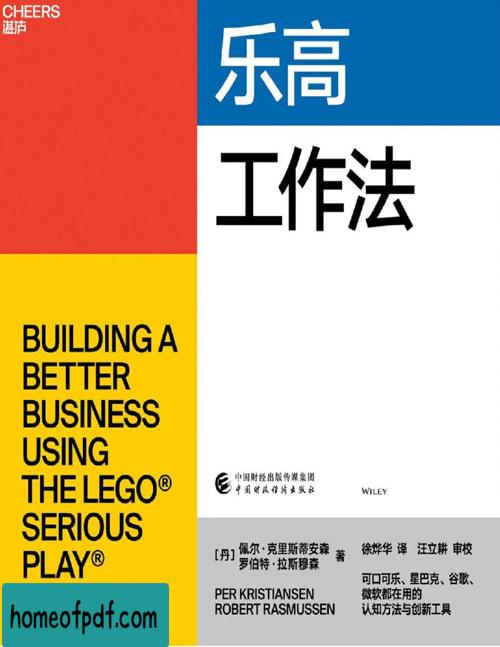 CHEERS
湛庐
乐高
工作法
BUILDING A
BETTER
BUSINESS
USING
THE LEGO®
SERIOUS
PLAY®
中国财经出版传媒集团
中国财政经济出版社
WILEY
[丹] 佩尔·克里斯蒂安森
罗伯特·拉斯穆森 著
PER KRISTIANSEN
ROBERT RASMUSSEN
徐烨华 译 汪立耕 审校
可口可乐、星巴克、谷歌、
微软都在用的
认知方法与创新工具
homeofpdf.com